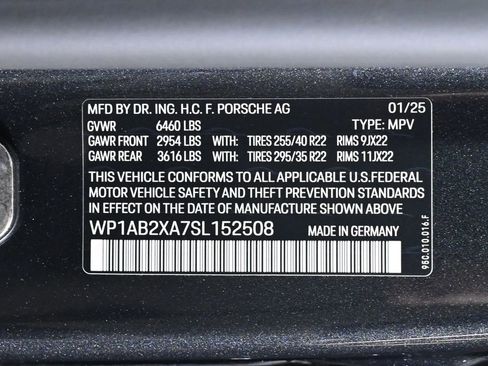 MFD BY DR. ING. H.C. F. PORSCHE AG 01/25
GVWR 6460 LBS TYPE: MPV
GAWR FRONT 2954 LBS WITH: TIRES 255/40 R22 RIMS 9JX22
GAWR REAR 3616 LBS WITH: TIRES 295/35 R22 RIMS 11JX22
THIS VEHICLE CONFORMS TO ALL APPLICABLE U.S.FEDERAL
MOTOR VEHICLE SAFETY AND THEFT PREVENTION STANDARDS
IN EFFECT ON THE DATE OF MANUFACTURE SHOWN ABOVE.
WP1AB2XA7SL152508 MADE IN GERMANY
95C.010.016.F